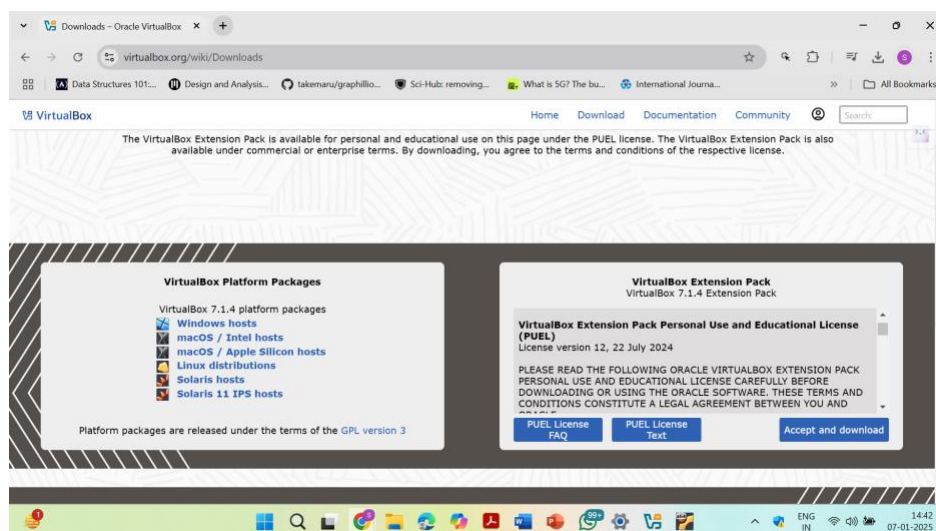 Downloads – Oracle VirtualBox
virtualbox.org/wiki/Downloads
S
Data Structures 101:...
Design and Analysis...
takemaru/graphillio...
Sci-Hub: removing...
What is 5G? The bu...
International Journa...
»
All Bookmarks
VirtualBox
Home
Download
Documentation
Community
Search:
The VirtualBox Extension Pack is available for personal and educational use on this page under the PUEL license. The VirtualBox Extension Pack is also
available under commercial or enterprise terms. By downloading, you agree to the terms and conditions of the respective license.
VirtualBox Platform Packages
VirtualBox 7.1.4 platform packages
Windows hosts
macOS / Intel hosts
macOS / Apple Silicon hosts
Linux distributions
Solaris hosts
Solaris 11 IPS hosts
Platform packages are released under the terms of the GPL version 3
VirtualBox Extension Pack
VirtualBox 7.1.4 Extension Pack
VirtualBox Extension Pack Personal Use and Educational License
(PUEL)
License version 12, 22 July 2024
PLEASE READ THE FOLLOWING ORACLE VIRTUALBOX EXTENSION PACK
PERSONAL USE AND EDUCATIONAL LICENSE CAREFULLY BEFORE
DOWNLOADING OR USING THE ORACLE SOFTWARE. THESE TERMS AND
CONDITIONS CONSTITUTE A LEGAL AGREEMENT BETWEEN YOU AND
PUEL License
FAQ
PUEL License
Text
Accept and download
99+
ENG
IN
14:42
07-01-2025